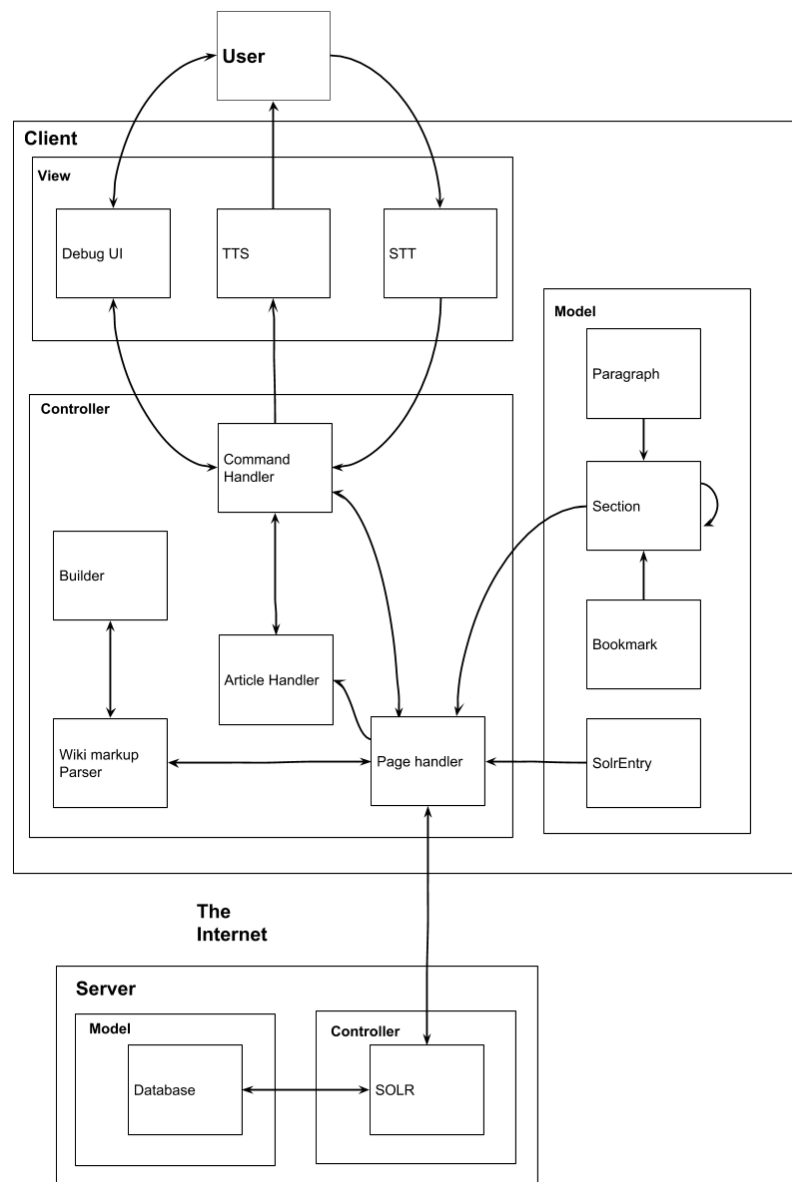 User
Client
View
Debug UI
TTS
STT
Model
Paragraph
Controller
Command
Handler
Section
Builder
Bookmark
Article Handler
Wiki markup
Parser
Page handler
SolrEntry
The
Internet
Server
Model
Controller
Database
SOLR